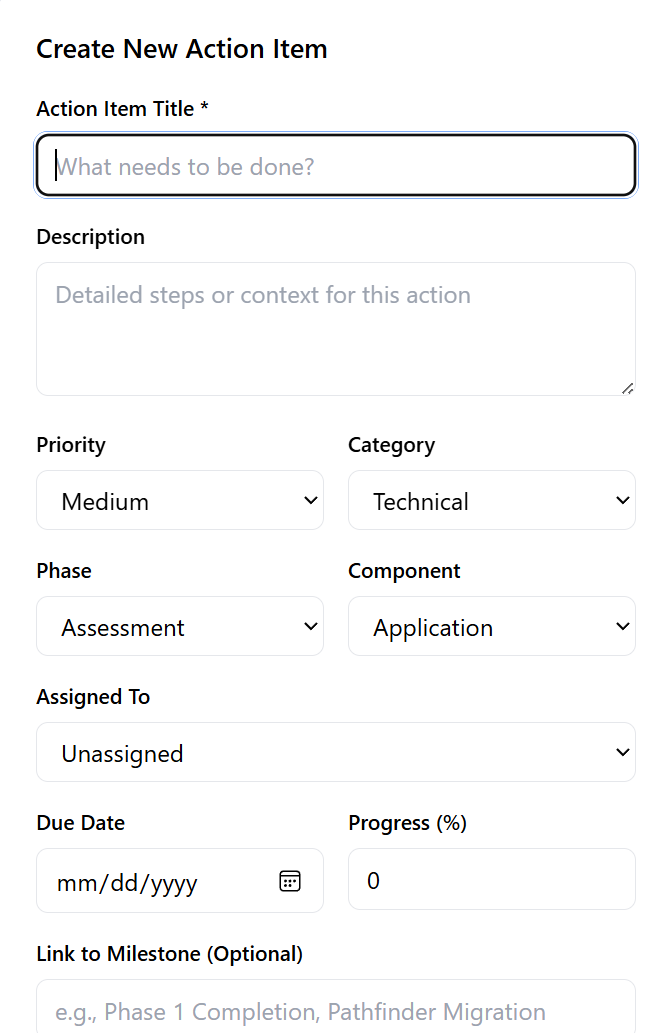 Create New Action Item
Action Item Title *
What needs to be done?
Description
Detailed steps or context for this action
Priority
Category
Medium
Technical
Phase
Component
Assessment
Application
Assigned To
Unassigned
Due Date
Progress (%)
mm/dd/yyyy
0
Link to Milestone (Optional)
e.g., Phase 1 Completion, Pathfinder Migration